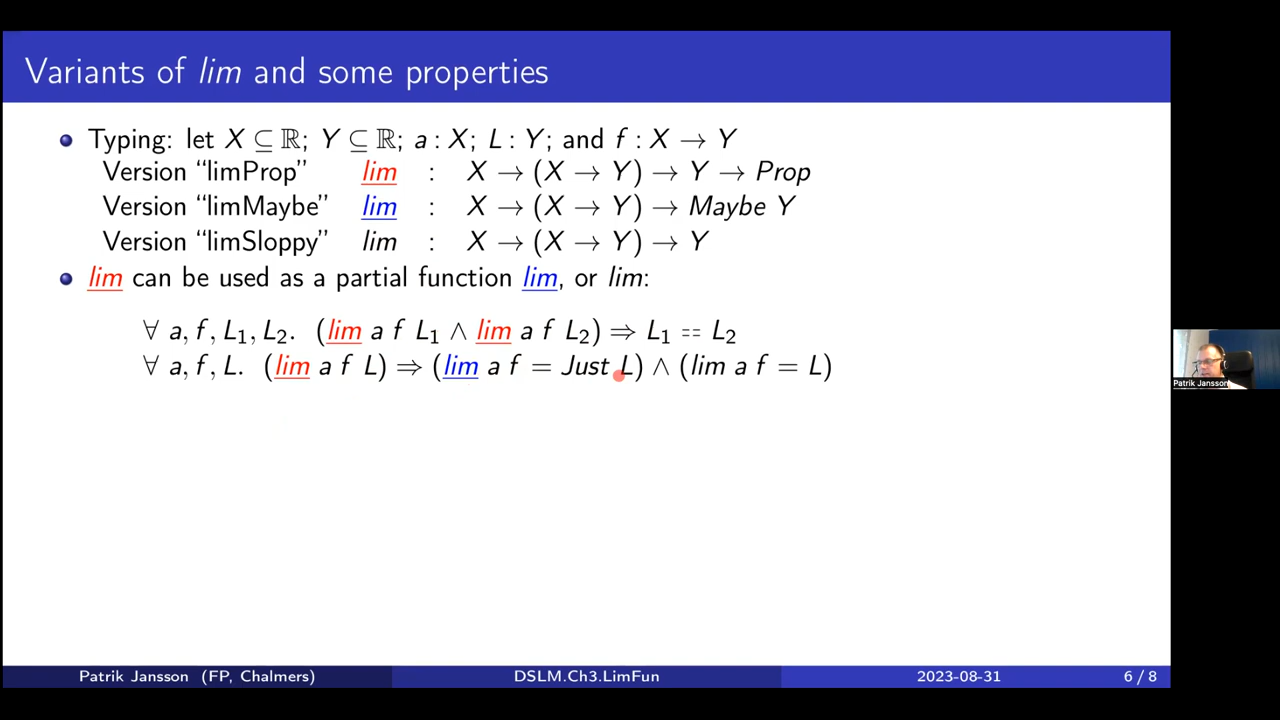 Variants of lim and some properties
Typing: let X ⊆ ℝ; Y ⊆ ℝ; a : X; L : Y; and f : X → Y
Version “limProp” lim : X → (X → Y) → Y → Prop
Version “limMaybe” lim : X → (X → Y) → Maybe Y
Version “limSloppy” lim : X → (X → Y) → Y
lim can be used as a partial function lim, or lim:
∀ a, f, L₁, L₂. (lim a f L₁ ∧ lim a f L₂) ⇒ L₁ == L₂
∀ a, f, L. (lim a f L) ⇒ (lim a f = Just L) ∧ (lim a f = L)
Patrik Jansson
Patrik Jansson (FP, Chalmers) DSLM.Ch3.LimFun 2023-08-31 6 / 8